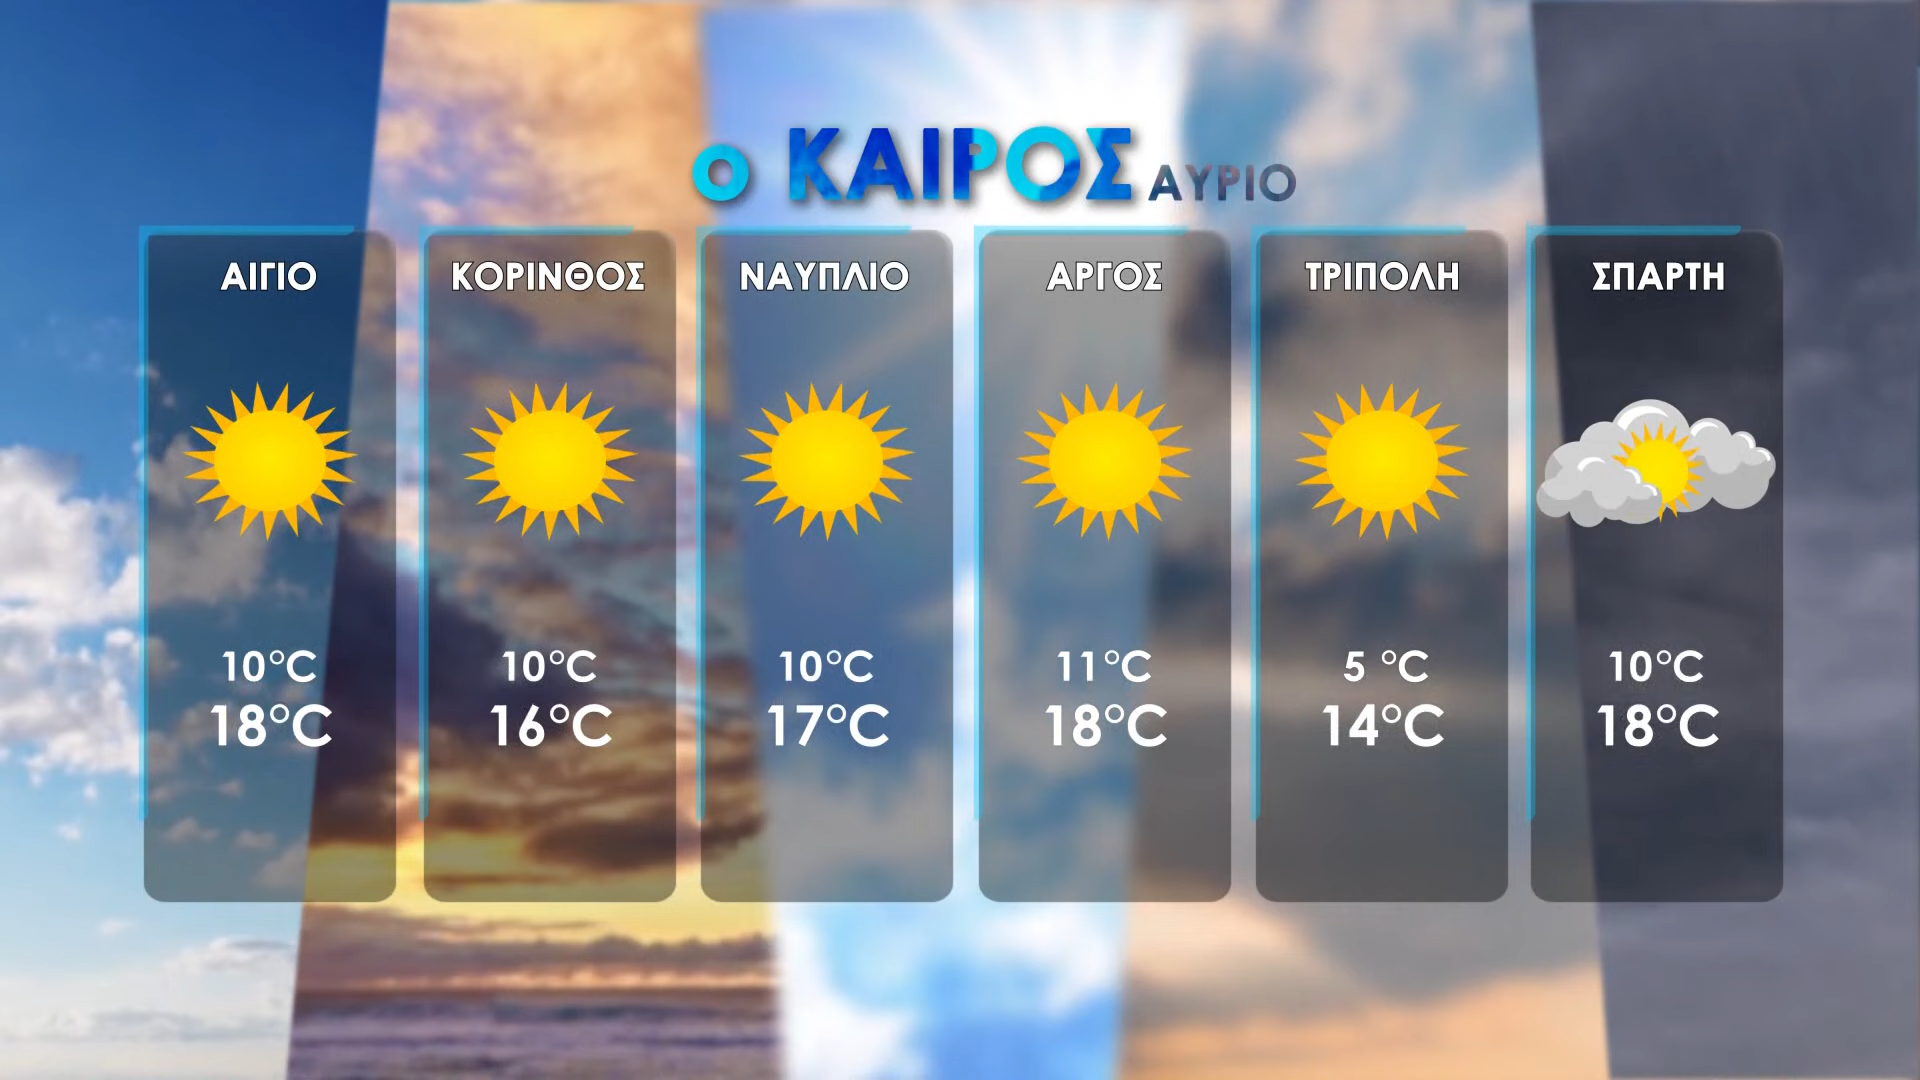 ο ΚΑΙΡΟΣ ΑΥΡΙΟ
ΑΙΓΙΟ
10°C
18°C
ΚΟΡΙΝΘΟΣ
10°C
16°C
ΝΑΥΠΛΙΟ
10°C
17°C
ΑΡΓΟΣ
11°C
18°C
ΤΡΙΠΟΛΗ
5 °C
14°C
ΣΠΑΡΤΗ
10°C
18°C